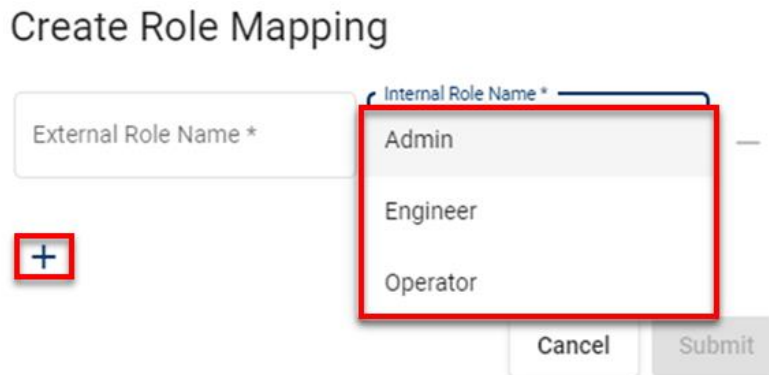 Create Role Mapping
Internal Role Name *
External Role Name *
Admin
Engineer
Operator
Cancel
Submit